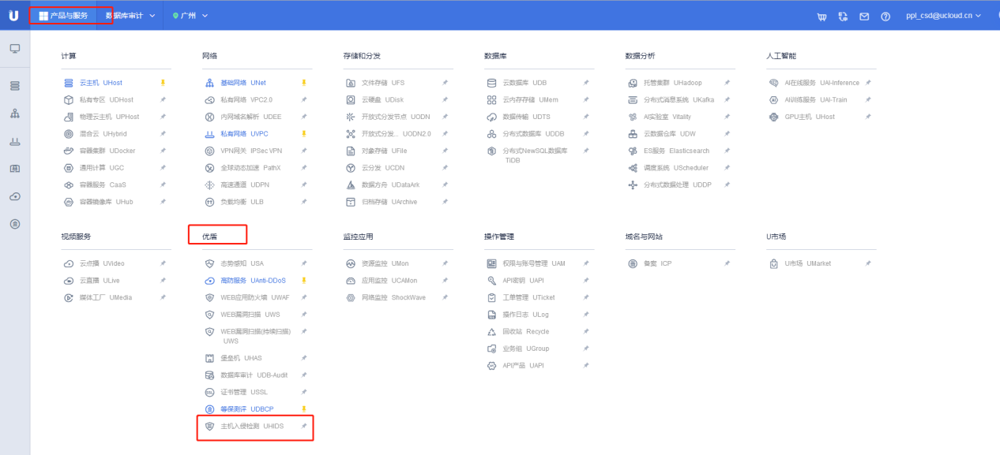 U 产品与服务 数据库审计 广州 ppl_csd@ucloud.cn
计算
云主机 UHost
私有专区 UDHost
物理云主机 UPHost
混合云 UHybrid
容器集群 UDocker
通用计算 UGC
容器服务 CaaS
容器镜像库 UHub
网络
基础网络 UNet
私有网络 VPC2.0
内网域名解析 UDEE
私有网络 UVPC
VPN网关 IPSecVPN
全球动态加速 PathX
高速通道 UDPN
负载均衡 ULB
存储和分发
文件存储 UFS
云硬盘 UDisk
开放式分发节点 UODN
开放式分发... UODN2.0
对象存储 UFile
云分发 UCDN
数据方舟 UDataArk
归档存储 UArchive
数据库
云数据库 UDB
云内存存储 UMem
数据传输 UDTS
分布式数据库 UDDB
分布式NewSQL数据库
TiDB
数据分析
托管集群 UHadoop
分布式消息系统 UKafka
AI实验室 Vitality
云数据仓库 UDW
ES服务 Elasticsearch
调度系统 UScheduler
分布式数据处理 UDDP
人工智能
AI在线服务 UAI-Inference
AI训练服务 UAI-Train
GPU主机 UHost
视频服务
云点播 UVideo
云直播 ULive
媒体工厂 UMedia
优盾
态势感知 USA
高防服务 UAnti-DDoS
WEB应用防火墙 UWAF
WEB漏洞扫描 UWS
WEB漏洞扫描(持续扫描)
UWS
堡垒机 UHAS
数据库审计 UDB-Audit
证书管理 USSL
等保测评 UDBCP
主机入侵检测 UHIDS
监控应用
资源监控 UMon
应用监控 UCAMon
网络监控 ShockWave
操作管理
权限与账号管理 UAM
API密钥 UAPI
工单管理 UTicket
操作日志 ULog
回收站 Recycle
业务组 UGroup
API产品 UAPI
域名与网站
备案 ICP
U市场
U市场 UMarket